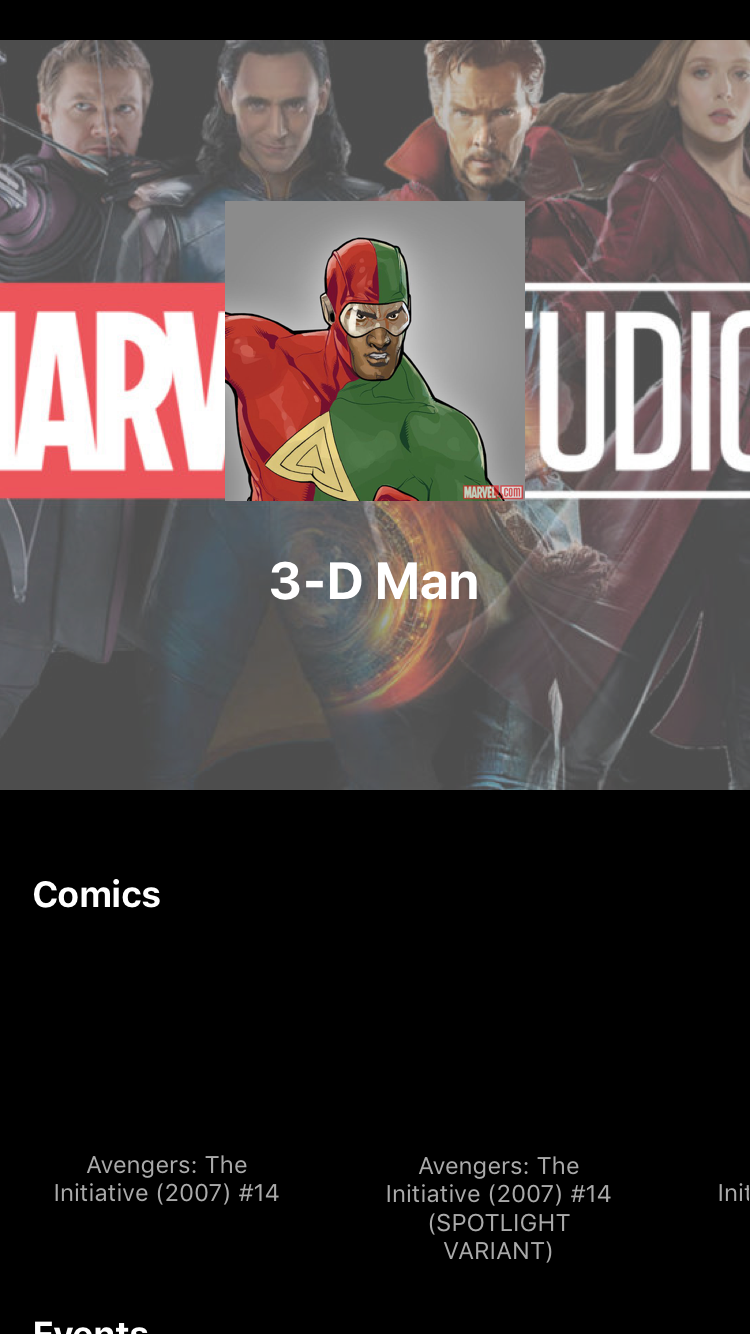 MARV
TUDIO
MARVEL.com
3-D Man
Comics
Avengers: The
Initiative (2007) #14
Avengers: The
Initiative (2007) #14
(SPOTLIGHT
VARIANT)
Init
Events